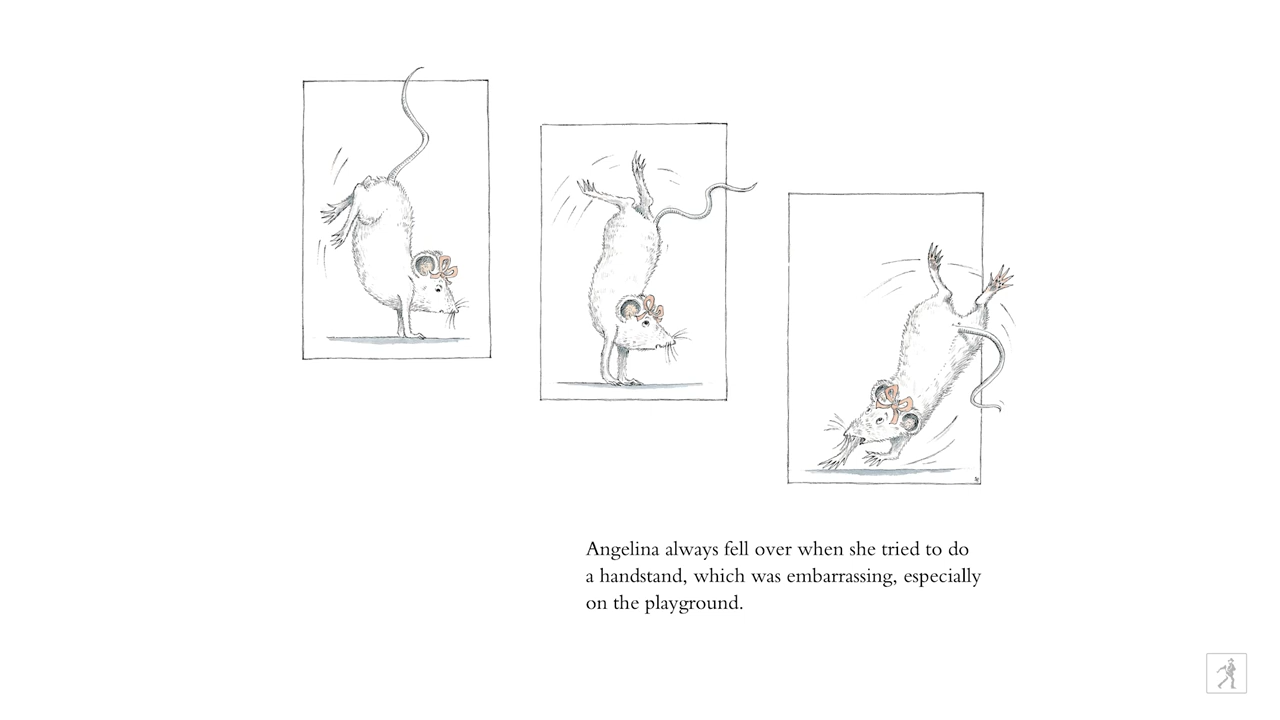 Angelina always fell over when she tried to do
a handstand, which was embarrassing, especially
on the playground.